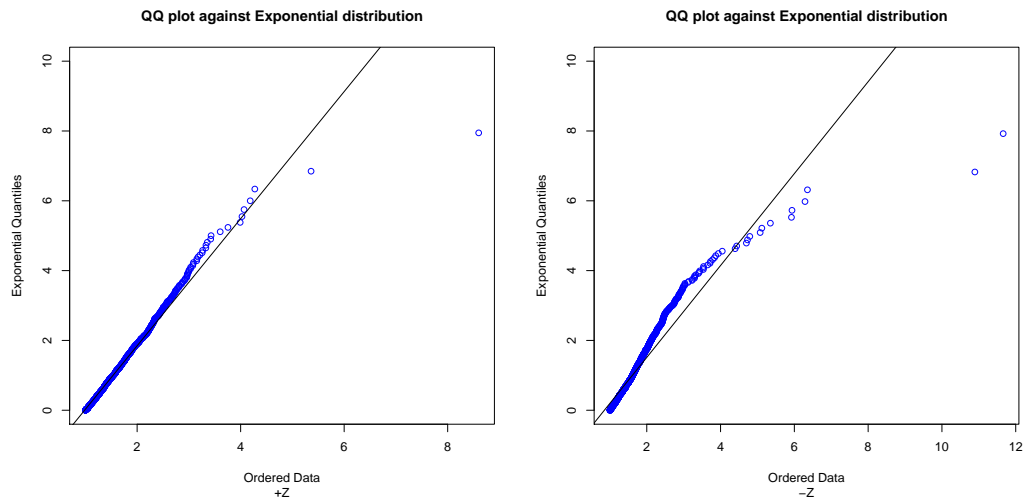 QQ plot against Exponential distribution
10
8
6
4
2
0
Exponential Quantiles
2
4
6
8
Ordered Data
+Z
QQ plot against Exponential distribution
10
8
6
4
2
0
Exponential Quantiles
2
4
6
8
10
12
Ordered Data
−Z